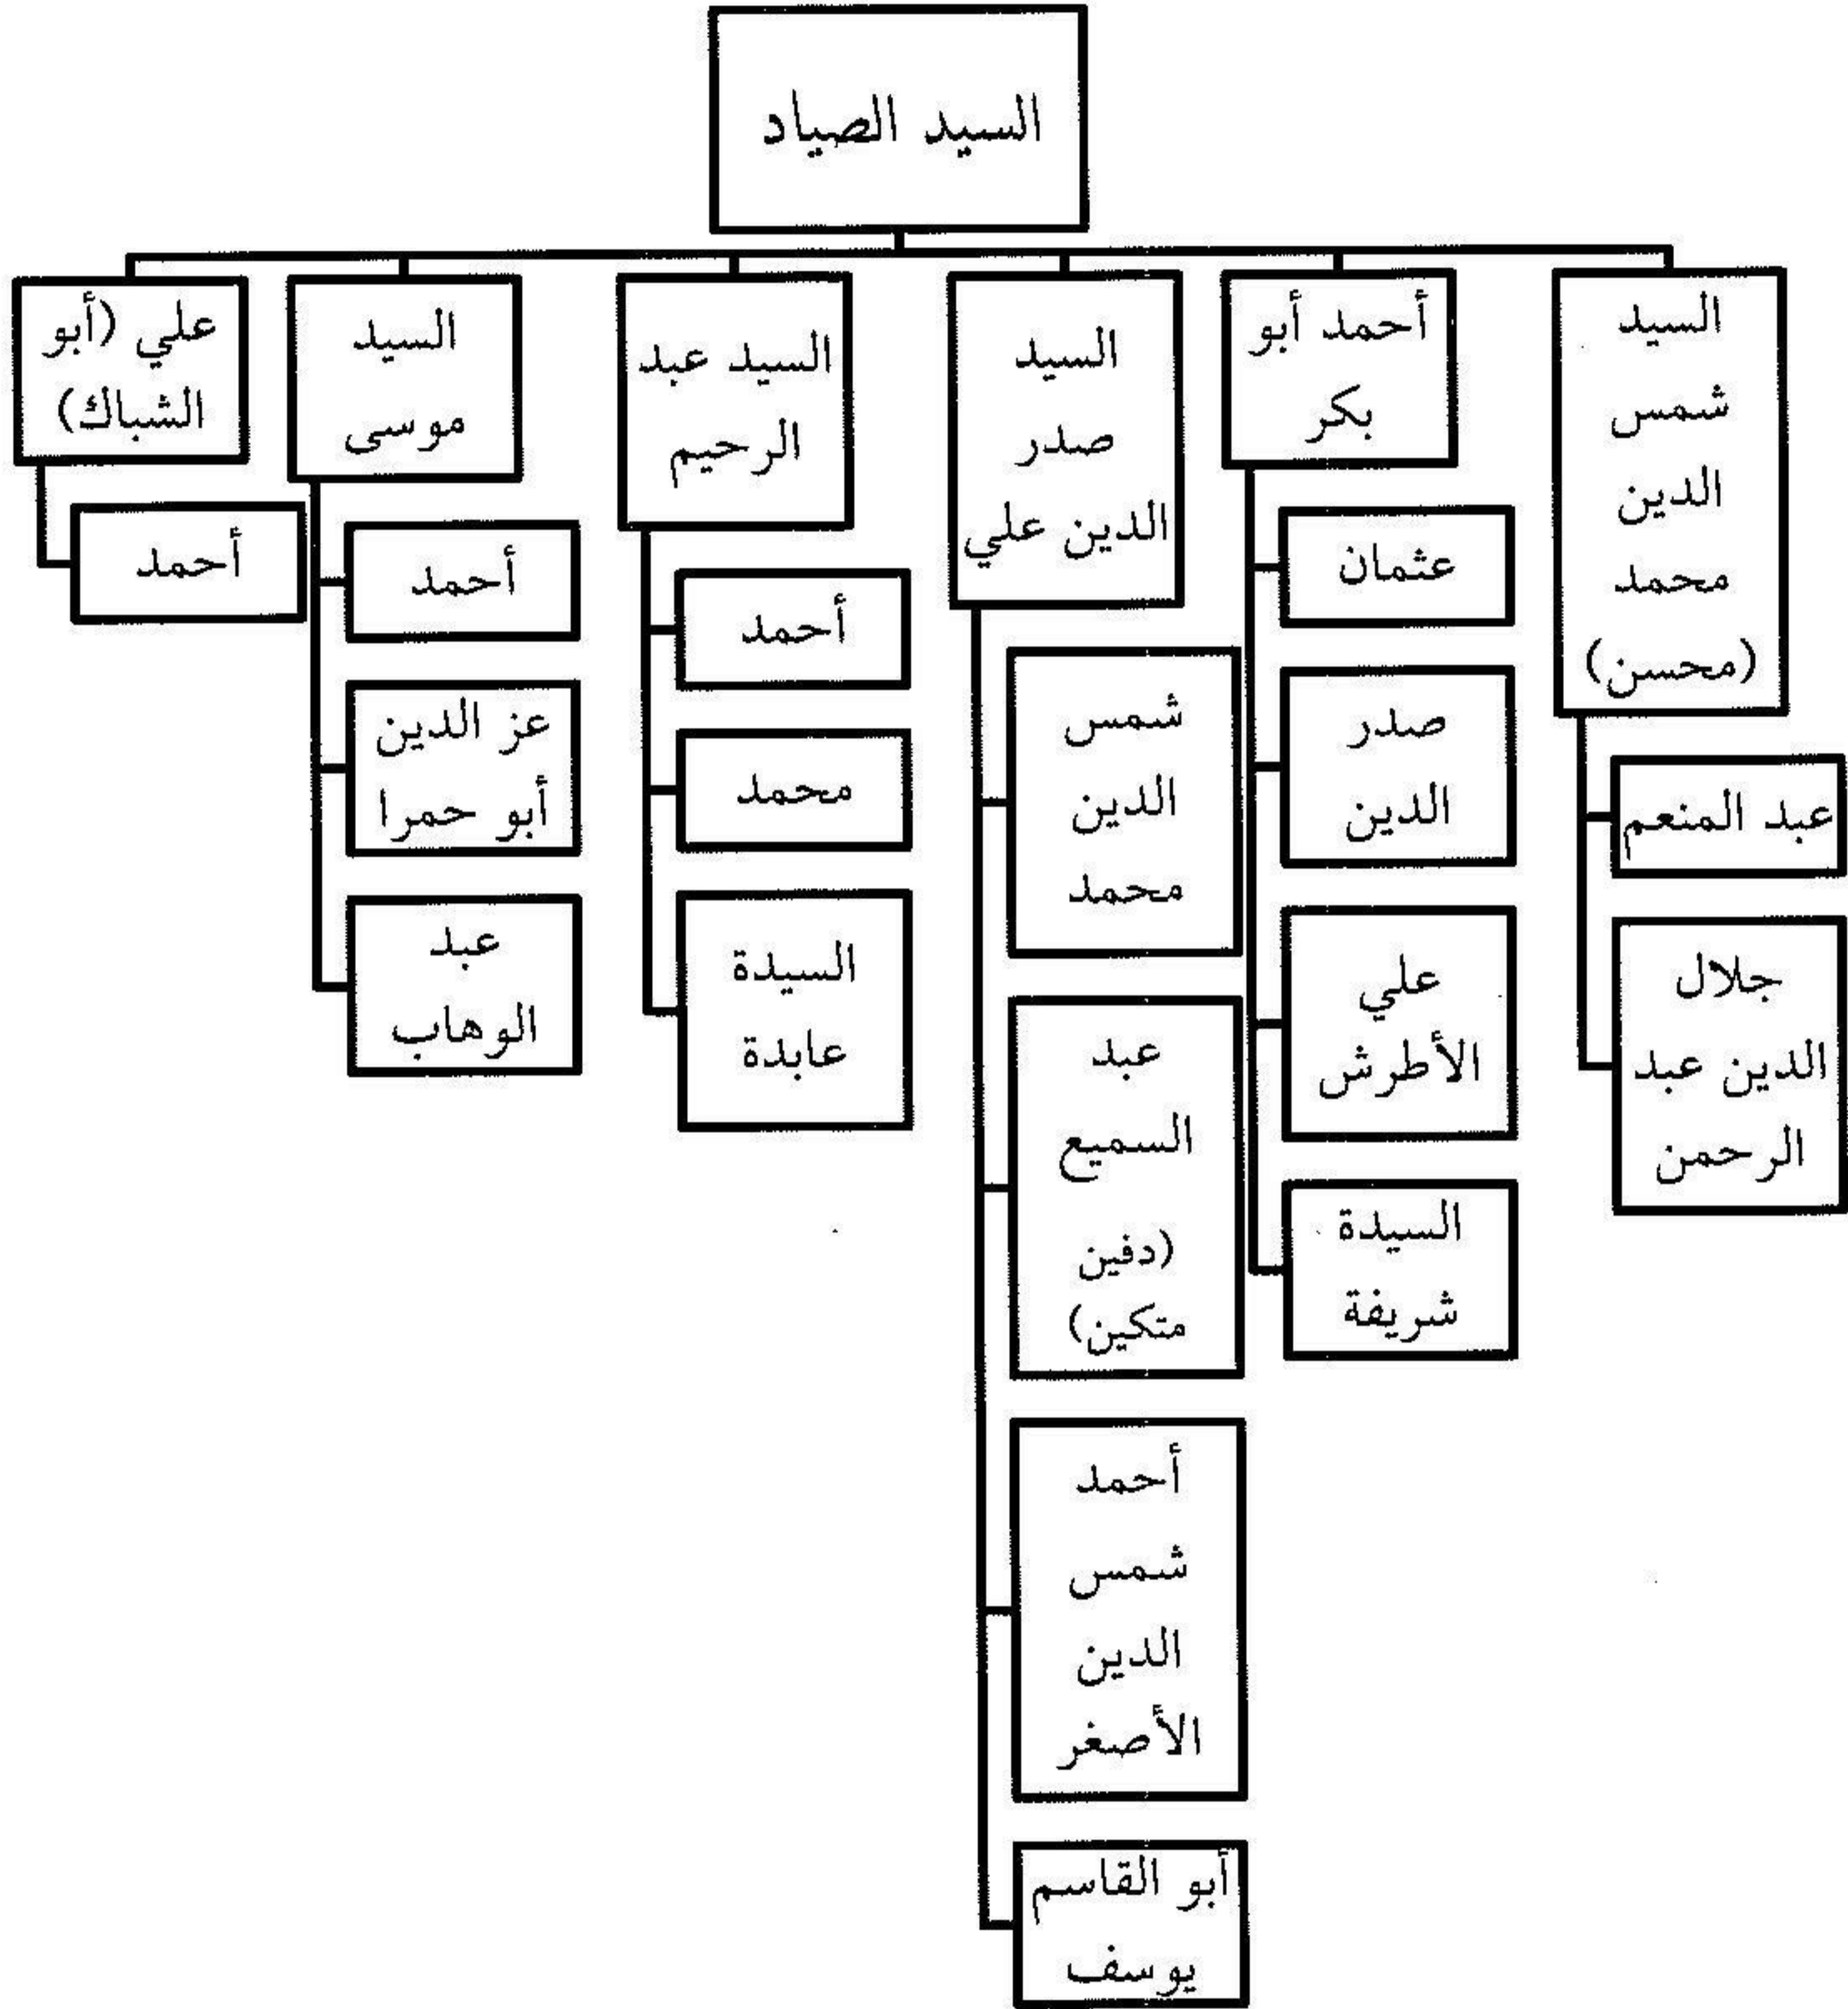 السيد الصياد
السيد
شمس
الدين
محمد
(محسن)
عبد المنعم
جلال
الدين عبد
الرحمن
أحمد أبو
بكر
عثمان
صدر
الدين
علي
الأطرش
السيدة
شريفة
السيد
صدر
الدين علي
شمس
الدين
محمد
عبد
السميع
(دفين
متكين)
أحمد
شمس
الدين
الأصغر
أبو القاسم
يوسف
السيد عبد
الرحيم
أحمد
محمد
السيدة
عابدة
السيد
موسى
أحمد
عز الدين
أبو حمرا
عبد
الوهاب
علي (أبو
الشباك)
أحمد